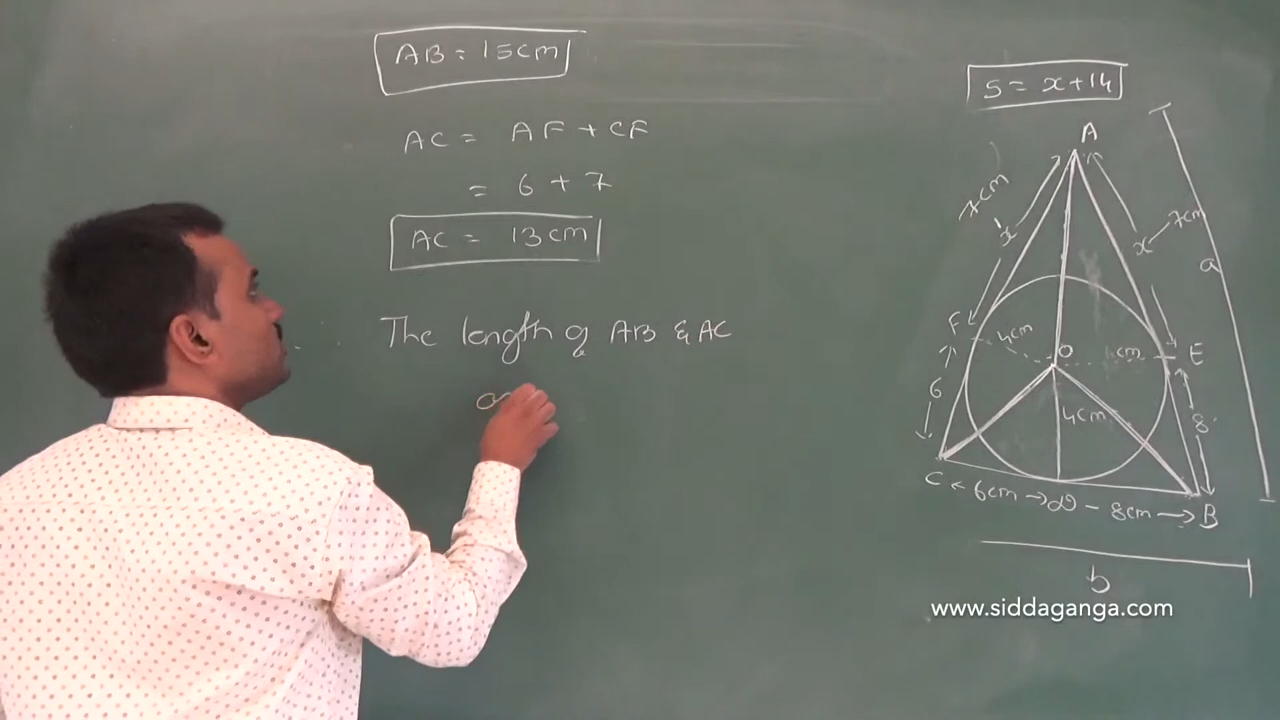 AB = 15cm
AC = AF + CF
= 6 + 7
AC = 13cm
The length of AB & AC
S = x+14
A
7cm
x
x
7cm
a
F
4cm
O
4cm
E
6
4cm
8
C
6cm
D
8cm
B
b
www.siddaganga.com